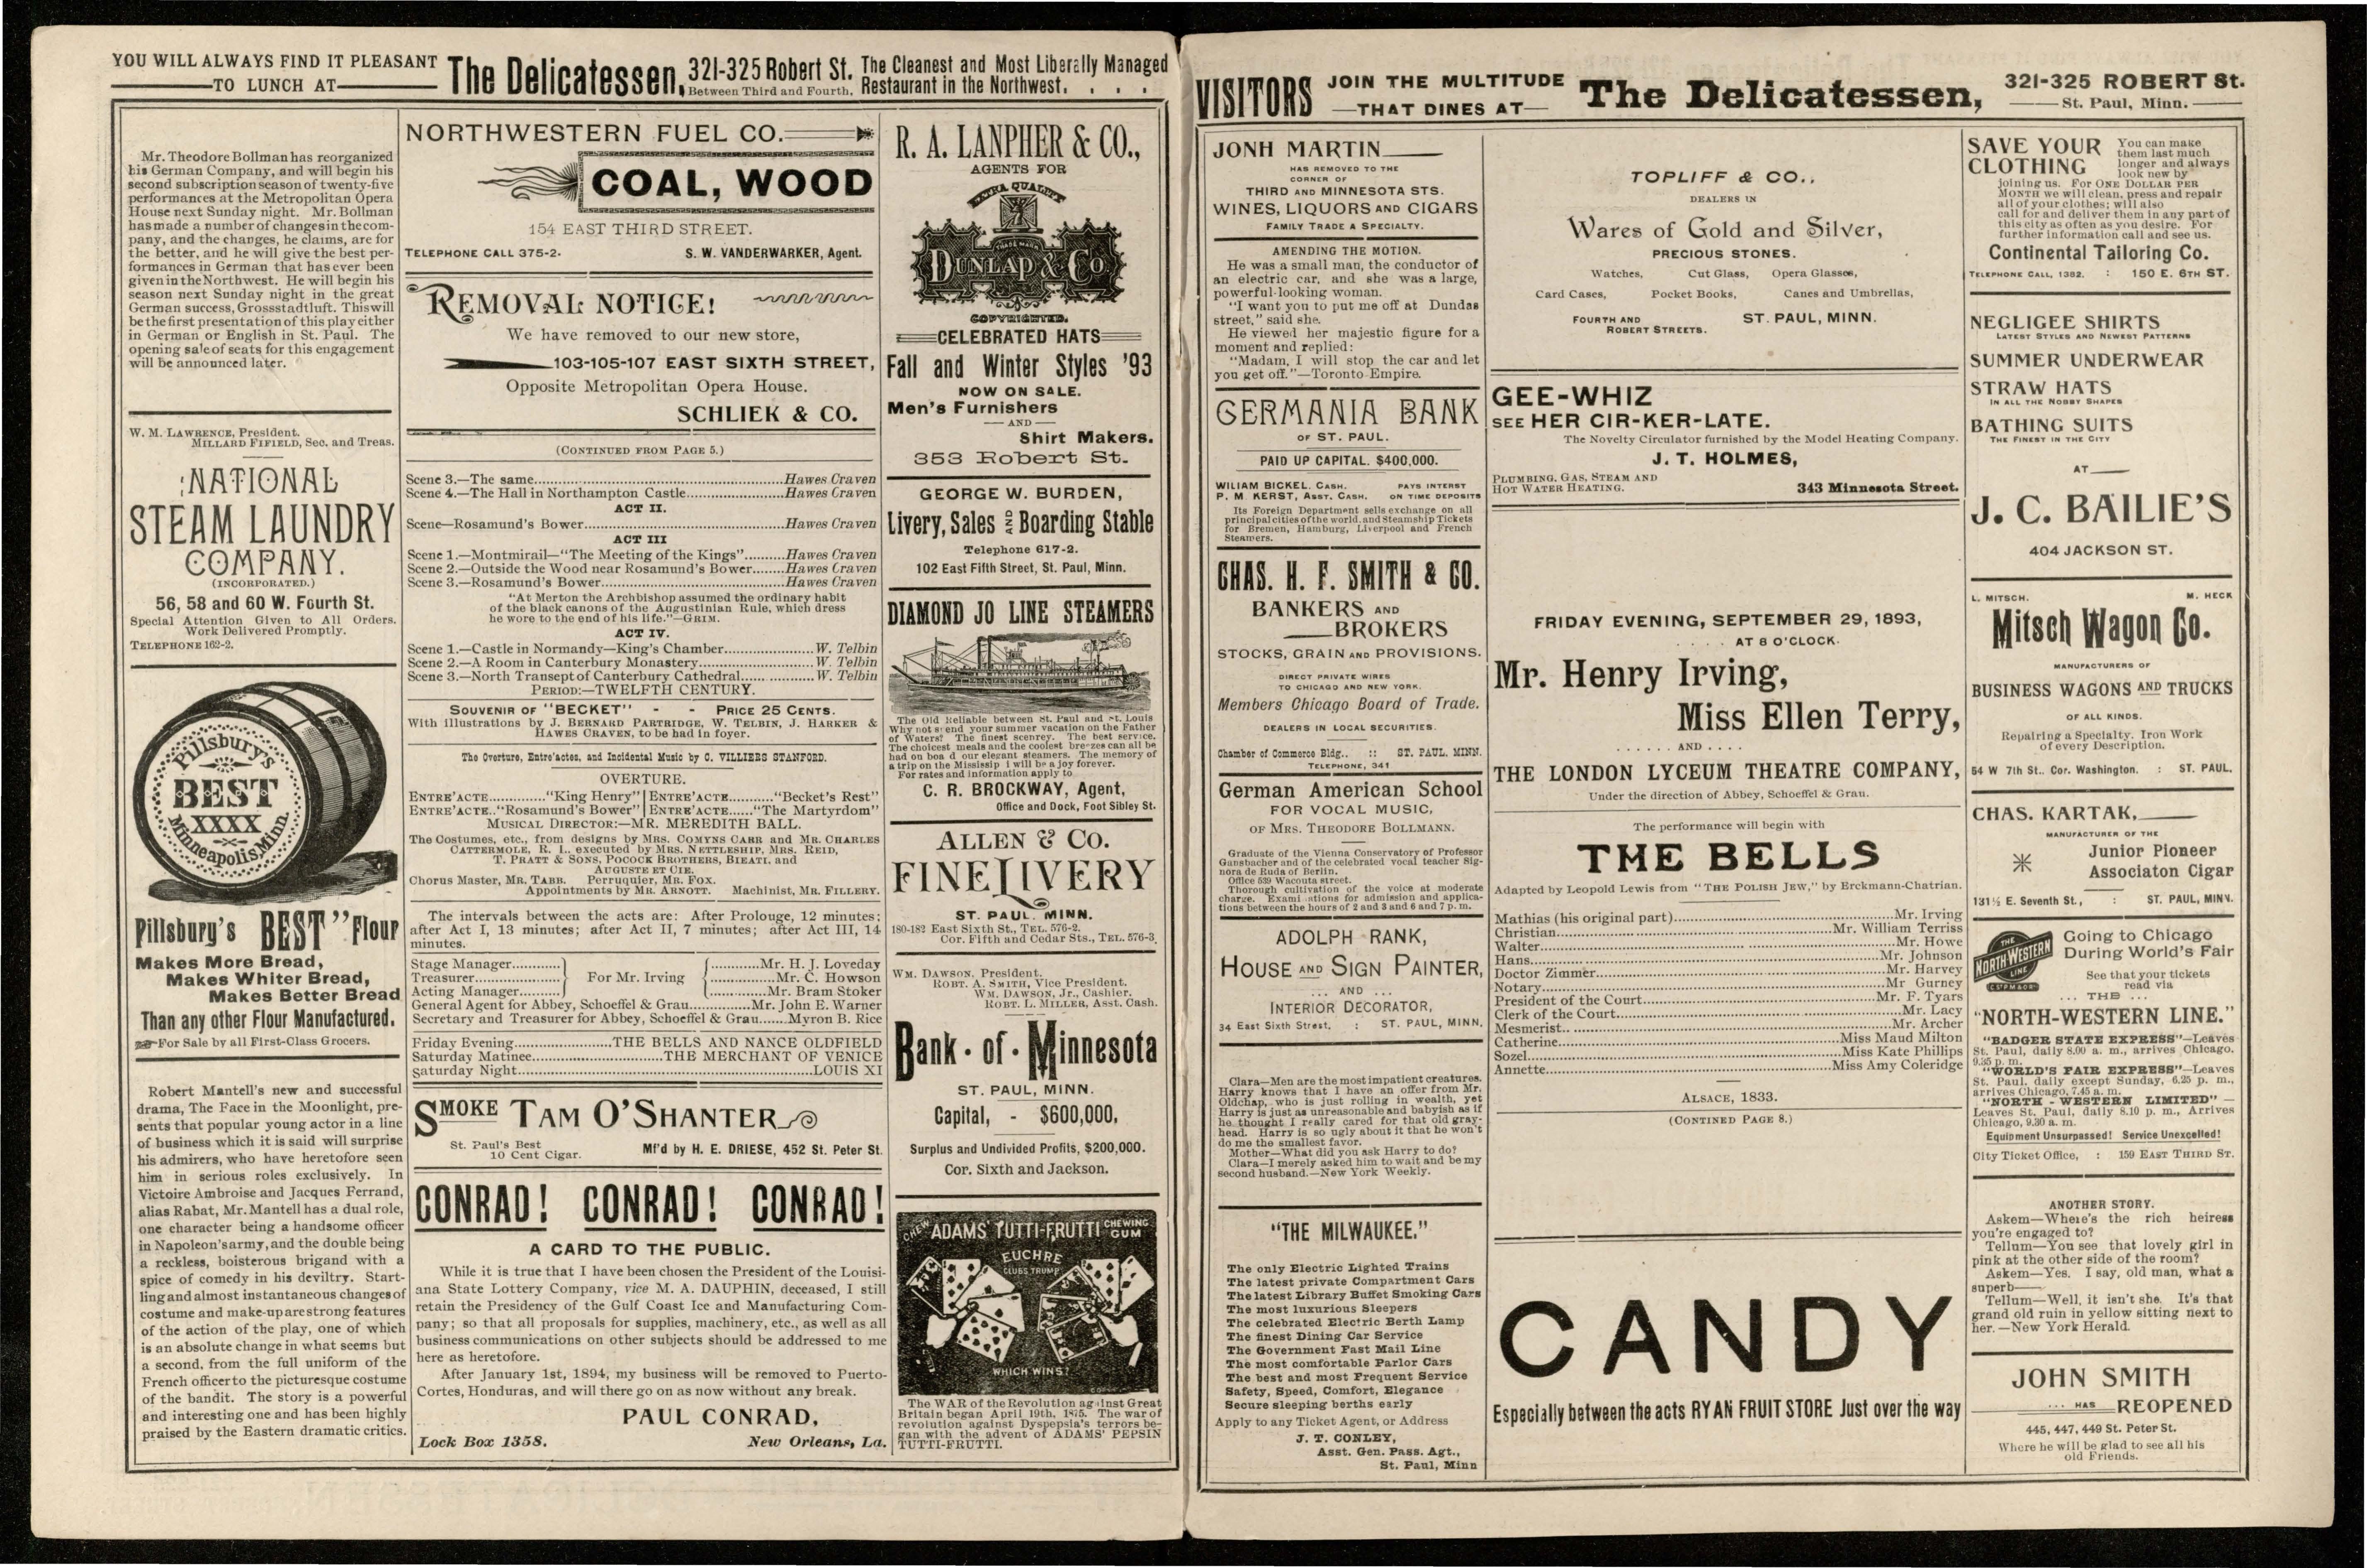 YOU WILL ALWAYS FIND IT PLEASANT
TO LUNCH AT
The Delicatessen,
321-325 Robert St.
Between Third and Fourth.
The Cleanest and Most Liberally Managed
Restaurant in the Northwest. . . .
Mr. Theodore Bollman has reorganized
his German Company, and will begin his
second subscription season of twenty-five
performances at the Metropolitan Opera
House next Sunday night. Mr. Bollman
has made a number of changes in the com-
pany, and the changes, he claims, are for
the better, and he will give the best per-
formances in German that has ever been
given in the Northwest. He will begin his
season next Sunday night in the great
German success, Grossstadtluft. This will
be the first presentation of this play either
in German or English in St. Paul. The
opening sale of seats for this engagement
will be announced later.
W. M. LAWRENCE, President.
MILLARD FIFIELD, Sec. and Treas.
NATIONAL
STEAM LAUNDRY
COMPANY.
(INCORPORATED.)
56, 58 and 60 W. Fourth St.
Special Attention Given to All Orders.
Work Delivered Promptly.
TELEPHONE 162-2.
Pillsbury's
BEST
XXXX
Minneapolis, Minn.
Pillsbury's BEST" Flour
Makes More Bread,
Makes Whiter Bread,
Makes Better Bread
Than any other Flour Manufactured.
For Sale by all First-Class Grocers.
Robert Mantell's new and successful
drama, The Face in the Moonlight, pre-
sents that popular young actor in a line
of business which it is said will surprise
his admirers, who have heretofore seen
him in serious roles exclusively. In
Victoire Ambroise and Jacques Ferrand,
alias Rabat, Mr. Mantell has a dual role,
one character being a handsome officer
in Napoleon's army, and the double being
a reckless, boisterous brigand with a
spice of comedy in his deviltry. Start-
ling and almost instantaneous changes of
costume and make-up are strong features
of the action of the play, one of which
is an absolute change in what seems but
a second, from the full uniform of the
French officer to the picturesque costume
of the bandit. The story is a powerful
and interesting one and has been highly
praised by the Eastern dramatic critics.
NORTHWESTERN FUEL CO.
COAL, WOOD
154 EAST THIRD STREET.
TELEPHONE CALL 375-2. S. W. VANDERWARKER, Agent.
REMOVAL NOTICE!
We have removed to our new store,
103-105-107 EAST SIXTH STREET,
Opposite Metropolitan Opera House.
SCHLIEK & CO.
(CONTINUED FROM PAGE 5.)
Scene 3.—The same..........Hawes Craven
Scene 4.—The Hall in Northampton Castle..........Hawes Craven
ACT II.
Scene—Rosamund's Bower..........Hawes Craven
ACT III
Scene 1.—Montmirail—"The Meeting of the Kings"..........Hawes Craven
Scene 2.—Outside the Wood near Rosamund's Bower..........Hawes Craven
Scene 3.—Rosamund's Bower..........Hawes Craven
"At Merton the Archbishop assumed the ordinary habit
of the black canons of the Augustinian Rule, which dress
he wore to the end of his life."—GRIM.
ACT IV.
Scene 1.—Castle in Normandy—King's Chamber..........W. Telbin
Scene 2.—A Room in Canterbury Monastery..........W. Telbin
Scene 3.—North Transept of Canterbury Cathedral..........W. Telbin
PERIOD:—TWELFTH CENTURY.
SOUVENIR OF "BECKET" - - PRICE 25 CENTS.
With illustrations by J. BERNARD PARTRIDGE, W. TELBIN, J. HARKER &
HAWES CRAVEN, to be had in foyer.
The Overture, Entre'actes, and Incidental Music by C. VILLIERS STANFORD.
OVERTURE.
ENTRE'ACTE.............."King Henry" | ENTRE'ACTE.........."Becket's Rest"
ENTRE'ACTE.."Rosamund's Bower" | ENTRE'ACTE......"The Martyrdom"
MUSICAL DIRECTOR:—MR. MEREDITH BALL.
The Costumes, etc., from designs by MRS. COMYNS CARR and MR. CHARLES
CATTERMOLE, R. I., executed by MRS. NETTLESHIP, MRS. REID,
T. PRATT & SONS, POCOCK BROTHERS, BIEATI, and
AUGUSTE ET CIE.
Chorus Master, MR. TABB. Perruquier, MR. FOX.
Appointments by MR. ARNOTT. Machinist, MR. FILLERY.
The intervals between the acts are: After Prolouge, 12 minutes;
after Act I, 13 minutes; after Act II, 7 minutes; after Act III, 14
minutes.
Stage Manager............ For Mr. Irving ............Mr. H. J. Loveday
Treasurer.................... ............Mr. C. Howson
Acting Manager.......... ............Mr. Bram Stoker
General Agent for Abbey, Schoeffel & Grau.........Mr. John E. Warner
Secretary and Treasurer for Abbey, Schoeffel & Grau.......Myron B. Rice
Friday Evening....................THE BELLS AND NANCE OLDFIELD
Saturday Matinee..........................THE MERCHANT OF VENICE
Saturday Night..........................LOUIS XI
SMOKE TAM O'SHANTER
St. Paul's Best
10 Cent Cigar.
Mf'd by H. E. DRIESE, 452 St. Peter St.
CONRAD! CONRAD! CONRAD!
A CARD TO THE PUBLIC.
While it is true that I have been chosen the President of the Louisi-
ana State Lottery Company, vice M. A. DAUPHIN, deceased, I still
retain the Presidency of the Gulf Coast Ice and Manufacturing Com-
pany; so that all proposals for supplies, machinery, etc., as well as all
business communications on other subjects should be addressed to me
here as heretofore.
After January 1st, 1894, my business will be removed to Puerto-
Cortes, Honduras, and will there go on as now without any break.
PAUL CONRAD,
Lock Box 1358. New Orleans, La.
R. A. LANPHER & CO.,
AGENTS FOR
EXTRA QUALITY
TRADE MARK
DUNLAP & CO
COPYRIGHTED.
CELEBRATED HATS
Fall and Winter Styles '93
NOW ON SALE.
Men's Furnishers
AND
Shirt Makers.
353 Robert St.
GEORGE W. BURDEN,
Livery, Sales AND Boarding Stable
Telephone 617-2.
102 East Fifth Street, St. Paul, Minn.
DIAMOND JO LINE STEAMERS
The Old Reliable between St. Paul and St. Louis
Why not spend your summer vacation on the Father
of Waters? The finest scenrey. The best service.
The choicest meals and the coolest breezes can all be
had on boa d our elegant steamers. The memory of
a trip on the Mississip i will be a joy forever.
For rates and information apply to
C. R. BROCKWAY, Agent,
Office and Dock, Foot Sibley St.
ALLEN & CO.
FINE LIVERY
ST. PAUL, MINN.
180-182 East Sixth St., TEL. 576-2.
Cor. Fifth and Cedar Sts., TEL. 576-3.
WM. DAWSON, President.
ROBT. A. SMITH, Vice President.
WM. DAWSON, Jr., Cashier.
ROBT. L. MILLER, Asst. Cash.
Bank · of · Minnesota
ST. PAUL, MINN.
Capital, - $600,000,
Surplus and Undivided Profits, $200,000.
Cor. Sixth and Jackson.
CHEW ADAMS' TUTTI-FRUTTI CHEWING GUM
EUCHRE
CLUBS TRUMP
WHICH WINS?
The WAR of the Revolution against Great
Britain began April 19th, 1875. The war of
revolution against Dyspepsia's terrors be-
gan with the advent of ADAMS' PEPSIN
TUTTI-FRUTTI.
VISITORS
JOIN THE MULTITUDE
THAT DINES AT
The Delicatessen,
321-325 ROBERT St.
St. Paul, Minn.
JONH MARTIN
HAS REMOVED TO THE
CORNER OF
THIRD AND MINNESOTA STS.
WINES, LIQUORS AND CIGARS
FAMILY TRADE A SPECIALTY.
AMENDING THE MOTION.
He was a small man, the conductor of
an electric car, and she was a large,
powerful-looking woman.
"I want you to put me off at Dundas
street," said she.
He viewed her majestic figure for a
moment and replied:
"Madam, I will stop the car and let
you get off."—Toronto Empire.
GERMANIA BANK
OF ST. PAUL.
PAID UP CAPITAL. $400,000.
WILIAM BICKEL. CASH.
P. M. KERST, ASST. CASH.
PAYS INTERST
ON TIME DEPOSITS
Its Foreign Department sells exchange on all
principal cities of the world, and Steamship Tickets
for Bremen, Hamburg, Liverpool and French
Steamers.
CHAS. H. F. SMITH & CO.
BANKERS AND
BROKERS
STOCKS, GRAIN AND PROVISIONS.
DIRECT PRIVATE WIRES
TO CHICAGO AND NEW YORK.
Members Chicago Board of Trade.
DEALERS IN LOCAL SECURITIES.
Chamber of Commerce Bldg.. :: ST. PAUL. MINN.
TELEPHONE, 341
German American School
FOR VOCAL MUSIC,
OF MRS. THEODORE BOLLMANN.
Graduate of the Vienna Conservatory of Professor
Gansbacher and of the celebrated vocal teacher Sig-
nora de Ruda of Berlin.
Office 539 Wacouta street.
Thorough cultivation of the voice at moderate
charge. Exami ations for admission and applica-
tions between the hours of 2 and 3 and 6 and 7 p. m.
ADOLPH RANK,
HOUSE AND SIGN PAINTER,
... AND ...
INTERIOR DECORATOR,
34 East Sixth Strest, : ST. PAUL, MINN.
Clara—Men are the most impatient creatures.
Harry knows that I have an offer from Mr.
Oldchap, who is just rolling in wealth, yet
Harry is just as unreasonable and babyish as if
he thought I really cared for that old gray-
head. Harry is so ugly about it that he won't
do me the smallest favor.
Mother—What did you ask Harry to do?
Clara—I merely asked him to wait and be my
second husband.—New York Weekly.
"THE MILWAUKEE."
The only Electric Lighted Trains
The latest private Compartment Cars
The latest Library Buffet Smoking Cars
The most luxurious Sleepers
The celebrated Electric Berth Lamp
The finest Dining Car Service
The Government Fast Mail Line
The most comfortable Parlor Cars
The best and most Frequent Service
Safety, Speed, Comfort, Elegance
Secure sleeping berths early
Apply to any Ticket Agent, or Address
J. T. CONLEY,
Asst. Gen. Pass. Agt.,
St. Paul, Minn
TOPLIFF & CO.,
DEALERS IN
Wares of Gold and Silver,
PRECIOUS STONES.
Watches, Cut Glass, Opera Glasses,
Card Cases, Pocket Books, Canes and Umbrellas,
FOURTH AND
ROBERT STREETS.
ST. PAUL, MINN.
GEE-WHIZ
SEE HER CIR-KER-LATE.
The Novelty Circulator furnished by the Model Heating Company.
J. T. HOLMES,
PLUMBING, GAS, STEAM AND
HOT WATER HEATING.
343 Minnesota Street.
FRIDAY EVENING, SEPTEMBER 29, 1893,
. . . . AT 8 O'CLOCK.
Mr. Henry Irving,
Miss Ellen Terry,
...... AND ....
THE LONDON LYCEUM THEATRE COMPANY,
Under the direction of Abbey, Schoeffel & Grau.
The performance will begin with
THE BELLS
Adapted by Leopold Lewis from "THE POLISH JEW," by Erckmann-Chatrian.
Mathias (his original part)..........Mr. Irving
Christian..........Mr. William Terriss
Walter..........Mr. Howe
Hans..........Mr. Johnson
Doctor Zimmer..........Mr. Harvey
Notary..........Mr Gurney
President of the Court..........Mr. F. Tyars
Clerk of the Court..........Mr. Lacy
Mesmerist..........Mr. Archer
Catherine..........Miss Maud Milton
Sozel..........Miss Kate Phillips
Annette..........Miss Amy Coleridge
ALSACE, 1833.
(CONTINED PAGE 8.)
CANDY
Especially between the acts RYAN FRUIT STORE Just over the way
SAVE YOUR
CLOTHING
You can make
them last much
longer and always
look new by
joining us. For ONE DOLLAR PER
MONTH we will clean, press and repair
all of your clothes; will also
call for and deliver them in any part of
this city as often as you desire. For
further information call and see us.
Continental Tailoring Co.
TELEPHONE CALL, 1382. : 150 E. 6TH ST.
NEGLIGEE SHIRTS
LATEST STYLES AND NEWEST PATTERNS
SUMMER UNDERWEAR
STRAW HATS
IN ALL THE NOBBY SHAPES
BATHING SUITS
THE FINEST IN THE CITY
AT
J. C. BAILIE'S
404 JACKSON ST.
L. MITSCH. M. HECK
Mitsch Wagon Co.
MANUFACTURERS OF
BUSINESS WAGONS AND TRUCKS
OF ALL KINDS.
Repairing a Specialty. Iron Work
of every Description.
54 W 7th St.. Cor. Washington. : ST. PAUL.
CHAS. KARTAK,
MANUFACTURER OF THE
Junior Pioneer
Associaton Cigar
131½ E. Seventh St., : ST. PAUL, MINN.
THE
NORTH-WESTERN
LINE
C.ST.P.M.&O.RY
Going to Chicago
During World's Fair
See that your tickets
read via
... THE ...
"NORTH-WESTERN LINE."
"BADGER STATE EXPRESS"—Leaves
St. Paul, daily 8.00 a. m., arrives Chicago,
9.35 p. m.
"WORLD'S FAIR EXPRESS"—Leaves
St. Paul, daily except Sunday, 6.25 p. m.,
arrives Chicago, 7.45 a. m.
"NORTH-WESTERN LIMITED"—
Leaves St. Paul, daily 8.10 p. m., Arrives
Chicago, 9.30 a. m.
Equipment Unsurpassed! Service Unexcelled!
City Ticket Office, : 159 EAST THIRD ST.
ANOTHER STORY.
Askem—Where's the rich heiress
you're engaged to?
Tellum—You see that lovely girl in
pink at the other side of the room?
Askem—Yes. I say, old man, what a
superb——
Tellum—Well, it isn't she. It's that
grand old ruin in yellow sitting next to
her.—New York Herald.
JOHN SMITH
... HAS REOPENED
445, 447, 449 St. Peter St.
Where he will be glad to see all his
old Friends.